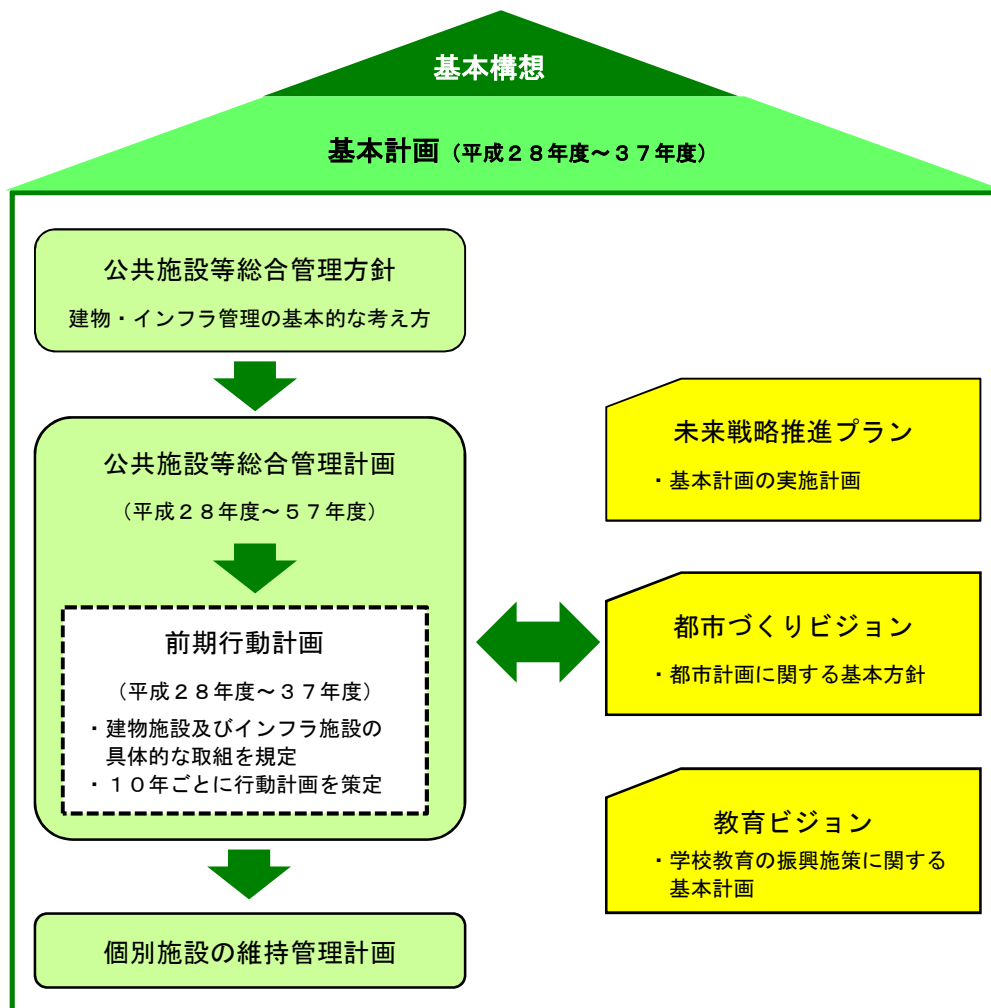 基本構想
基本計画（平成２８年度～３７年度）
公共施設等総合管理方針
建物・インフラ管理の基本的な考え方
公共施設等総合管理計画
（平成２８年度～５７年度）
前期行動計画
（平成２８年度～３７年度）
・建物施設及びインフラ施設の
具体的な取組を規定
・１０年ごとに行動計画を策定
個別施設の維持管理計画
未来戦略推進プラン
・基本計画の実施計画
都市づくりビジョン
・都市計画に関する基本方針
教育ビジョン
・学校教育の振興施策に関する
基本計画